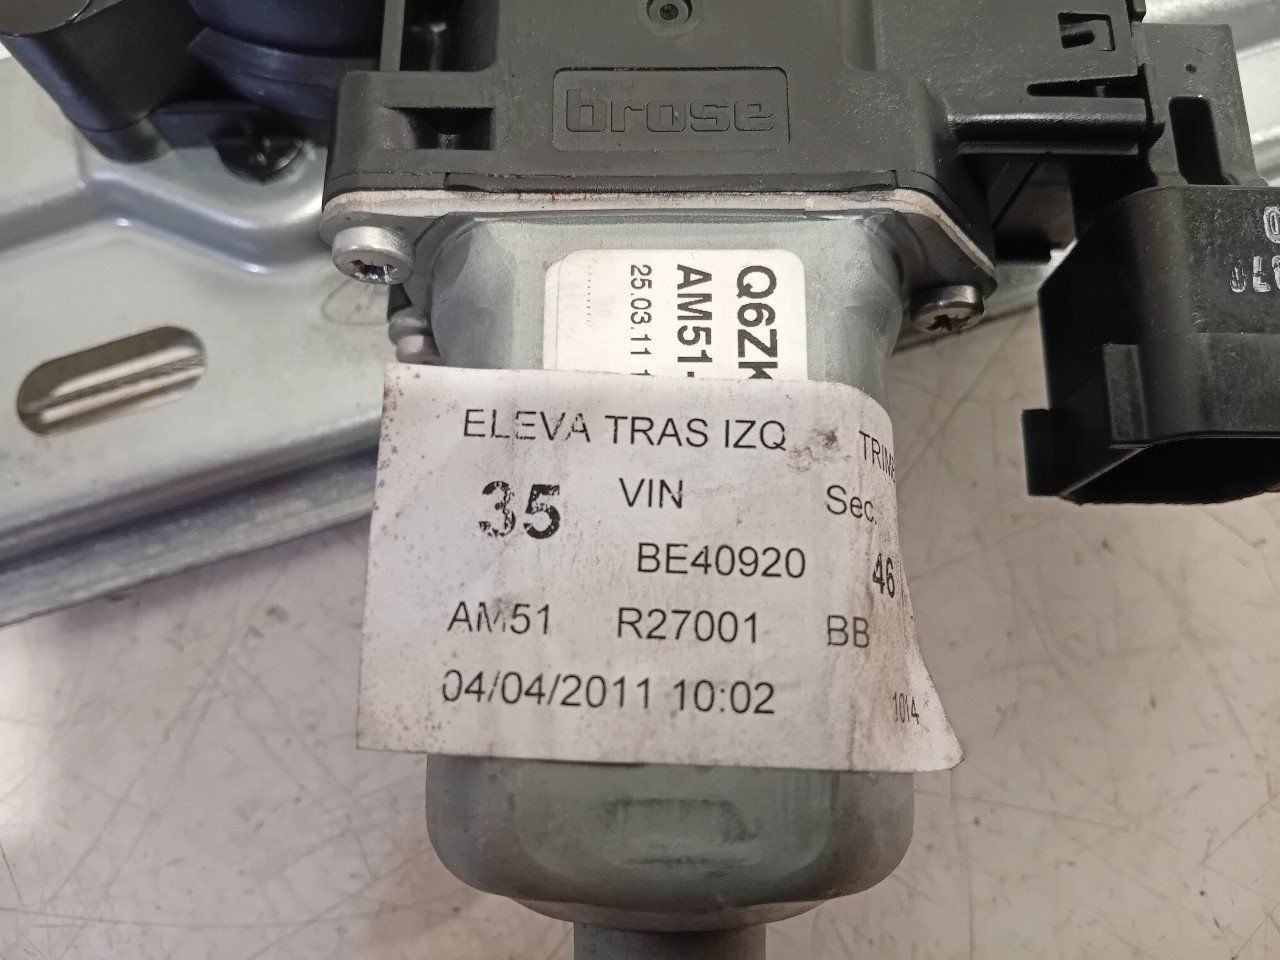 brose
Q6ZK
AM51-
25.03.11 1
ELEVA TRAS IZQ
35
VIN
Sec.
BE40920
46
AM51 R27001 BB
04/04/2011 10:02